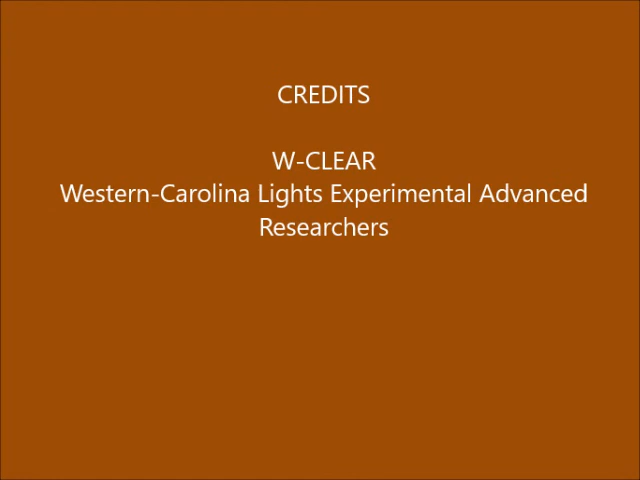 CREDITS
W-CLEAR
Western-Carolina Lights Experimental Advanced
Researchers